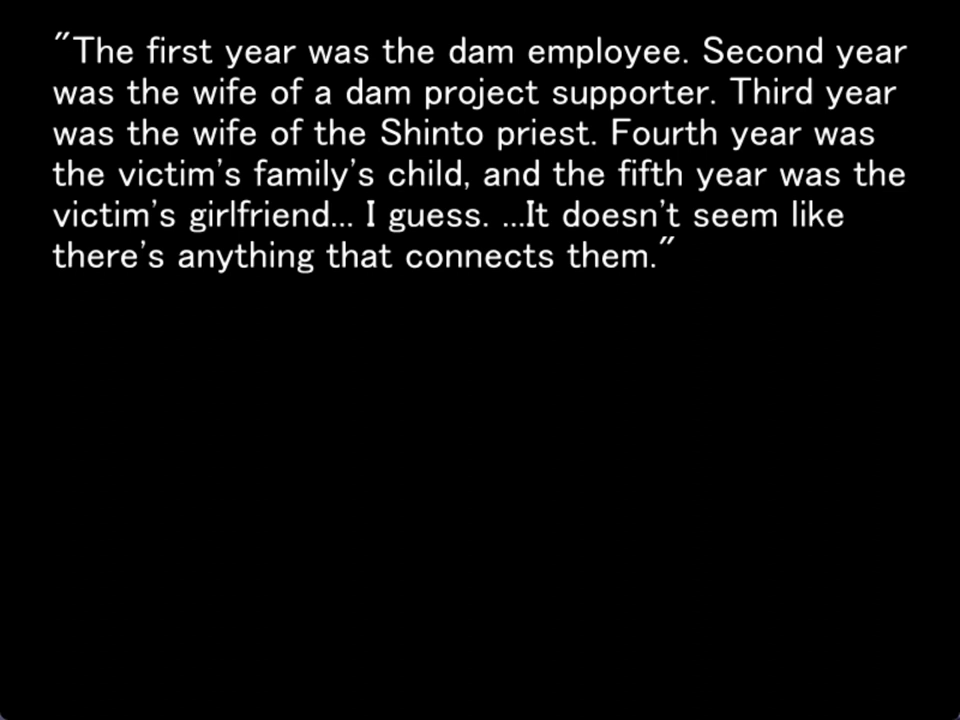 "The first year was the dam employee. Second year
was the wife of a dam project supporter. Third year
was the wife of the Shinto priest. Fourth year was
the victim's family's child, and the fifth year was the
victim's girlfriend... I guess. ...It doesn't seem like
there's anything that connects them."